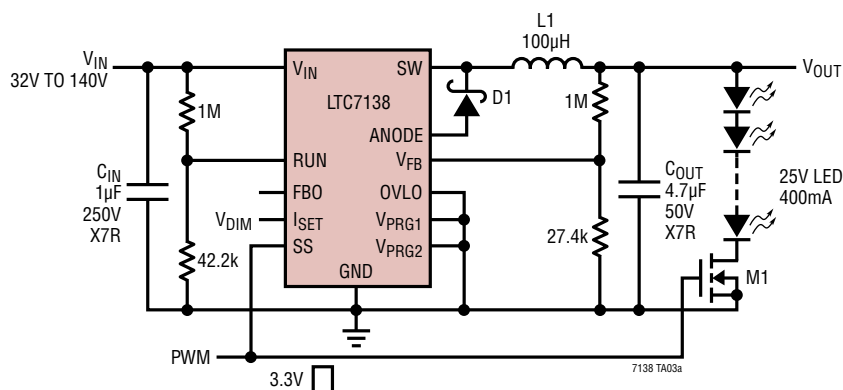 L1
100µH
VIN
32V TO 140V
VIN
SW
VOUT
1M
LTC7138
D1
1M
ANODE
RUN
VFB
CIN
1µF
250V
X7R
FBO
OVLO
COUT
4.7µF
50V
X7R
25V LED
400mA
VDIM
ISET
VPRG1
42.2k
SS
VPRG2
27.4k
GND
M1
PWM
7138 TA03a
3.3V